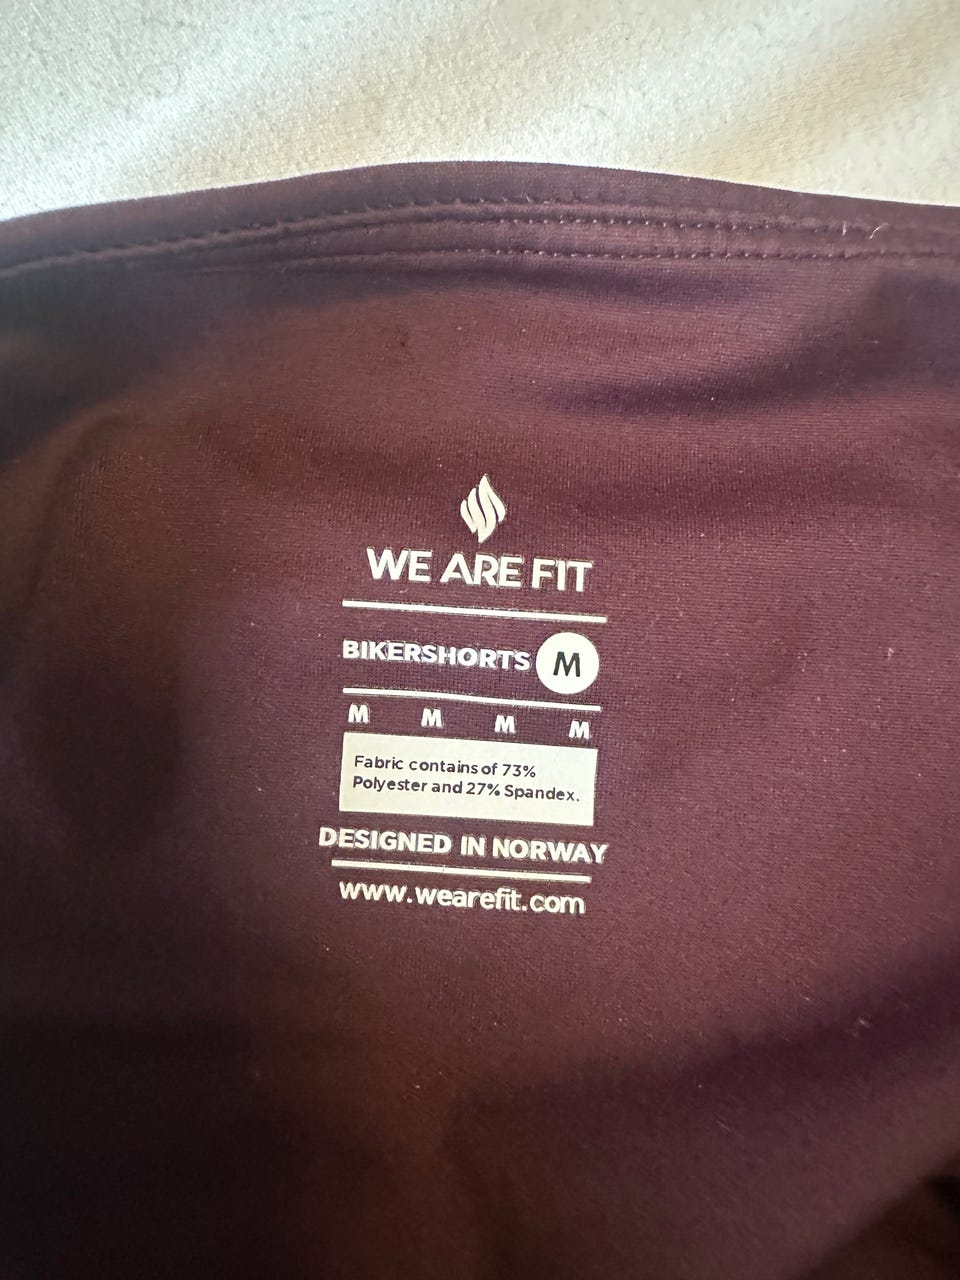 WE ARE FIT
BIKERSHORTS M
M M M M
Fabric contains of 73%
Polyester and 27% Spandex.
DESIGNED IN NORWAY
www.wearefit.com